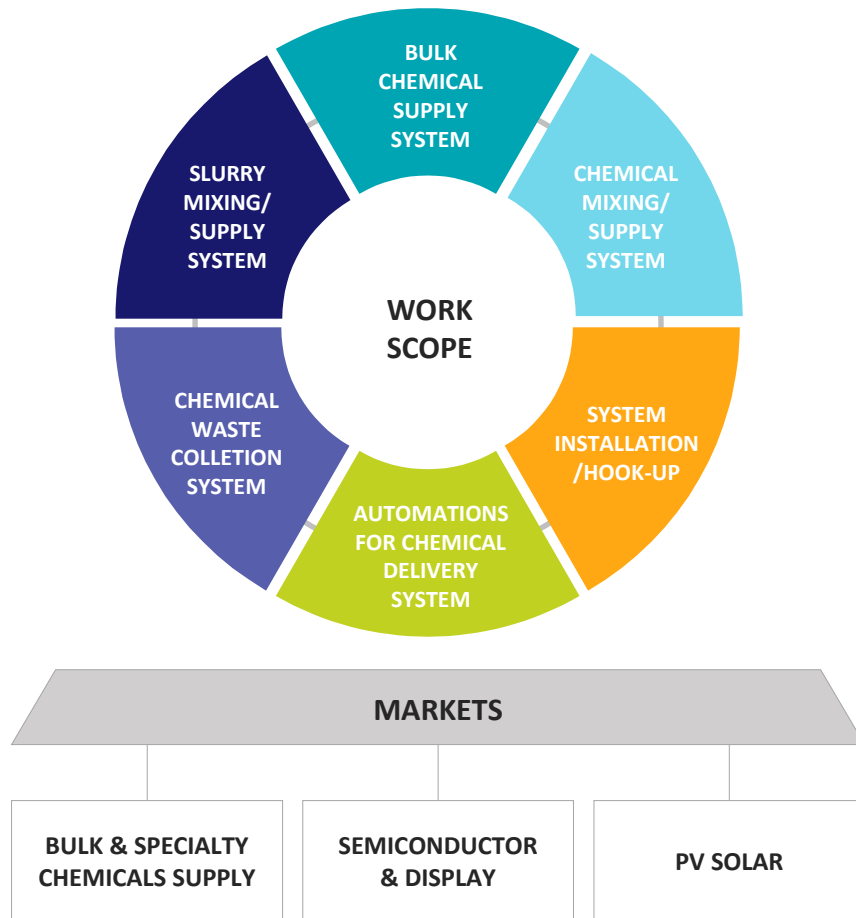 BULK
CHEMICAL
SUPPLY
SYSTEM
CHEMICAL
MIXING/
SUPPLY
SYSTEM
SYSTEM
INSTALLATION
/HOOK-UP
AUTOMATIONS
FOR CHEMICAL
DELIVERY
SYSTEM
CHEMICAL
WASTE
COLLETION
SYSTEM
SLURRY
MIXING/
SUPPLY
SYSTEM
WORK
SCOPE
MARKETS
BULK & SPECIALTY
CHEMICALS SUPPLY
SEMICONDUCTOR
& DISPLAY
PV SOLAR